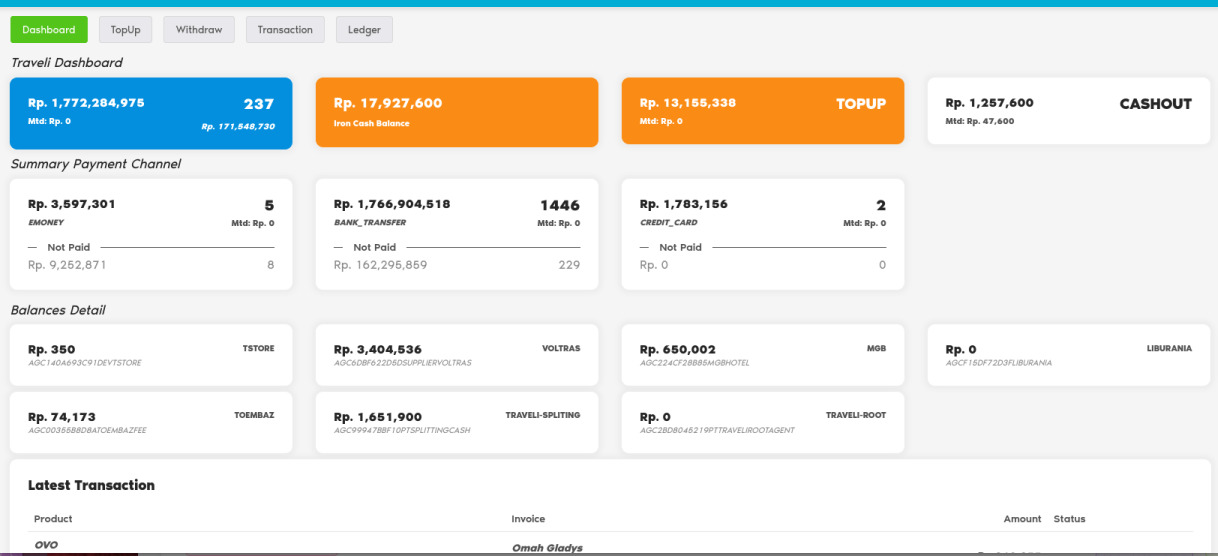 Dashboard TopUp Withdraw Transaction Ledger
Traveli Dashboard
Rp. 1,772,284,975 237
Mtd: Rp. 0 Rp. 171,548,730
Rp. 17,927,600
Iron Cash Balance
Rp. 13,155,338 TOPUP
Mtd: Rp. 0
Rp. 1,257,600 CASHOUT
Mtd: Rp. 47,600
Summary Payment Channel
Rp. 3,597,301 5
EMONEY Mtd: Rp. 0
Not Paid
Rp. 9,252,871 8
Rp. 1,766,904,518 1446
BANK_TRANSFER Mtd: Rp. 0
Not Paid
Rp. 162,295,859 229
Rp. 1,783,156 2
CREDIT_CARD Mtd: Rp. 0
Not Paid
Rp. 0 0
Balances Detail
Rp. 350 TSTORE
AGC140A693C91DEVTSTORE
Rp. 3,404,536 VOLTRAS
AGC6DBF622D5DSUPPLIERVOLTRAS
Rp. 650,002 MGB
AGC224CF28B85MGBHOTEL
Rp. 0 LIBURANIA
AGCF15DF72D3FLIBURANIA
Rp. 74,173 TOEMBAZ
AGC00355B8D8ATOEMBAZFEE
Rp. 1,651,900 TRAVELI-SPLITING
AGC99947BBF10PTSPLITTINGCASH
Rp. 0 TRAVELI-ROOT
AGC2BD8045219PTTRAVELIROOTAGENT
Latest Transaction
Product Invoice Amount Status
OVO Omah Gladys